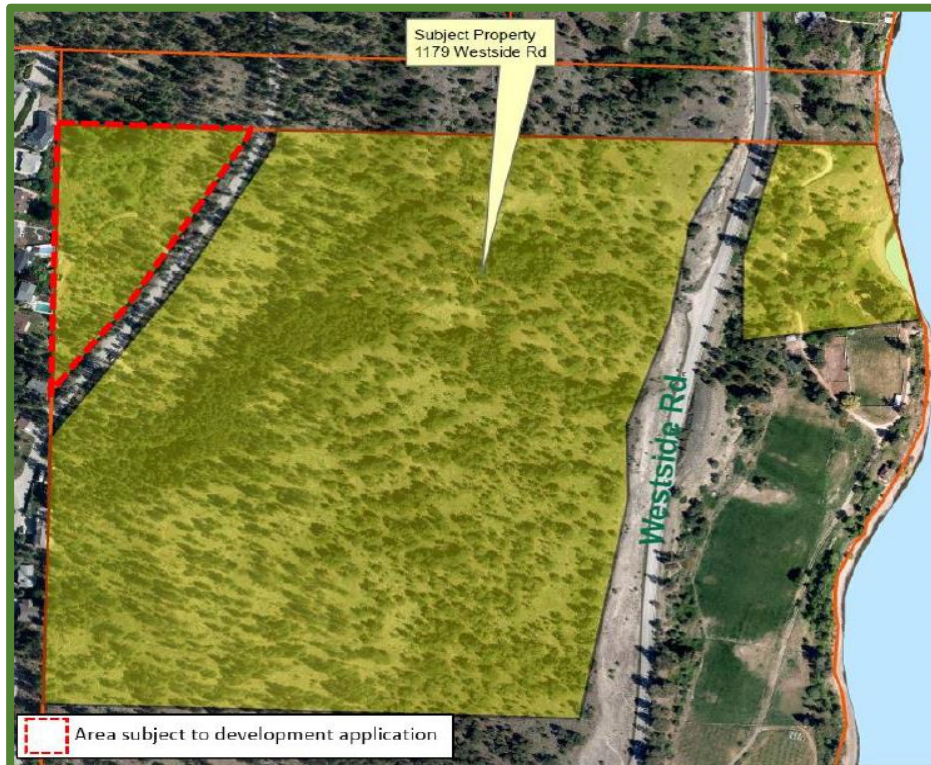 Subject Property
1179 Westside Rd
Westside Rd
Area subject to development application